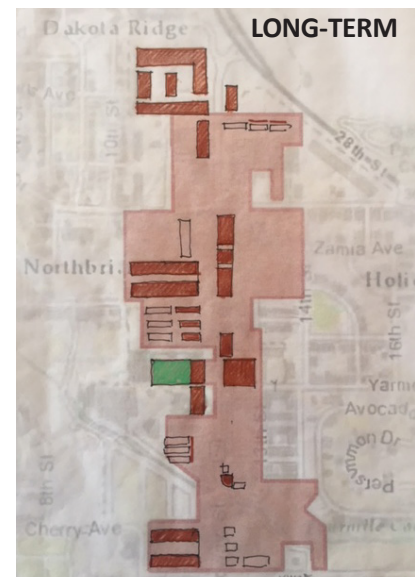 LONG-TERM
Dakota Ridge
Ave
10th St
28th St
Zamia Ave
Northbri.
Holi
14th
16th St
Yarm
Avocad
Persimmon Dr
8th St
Cherry Ave